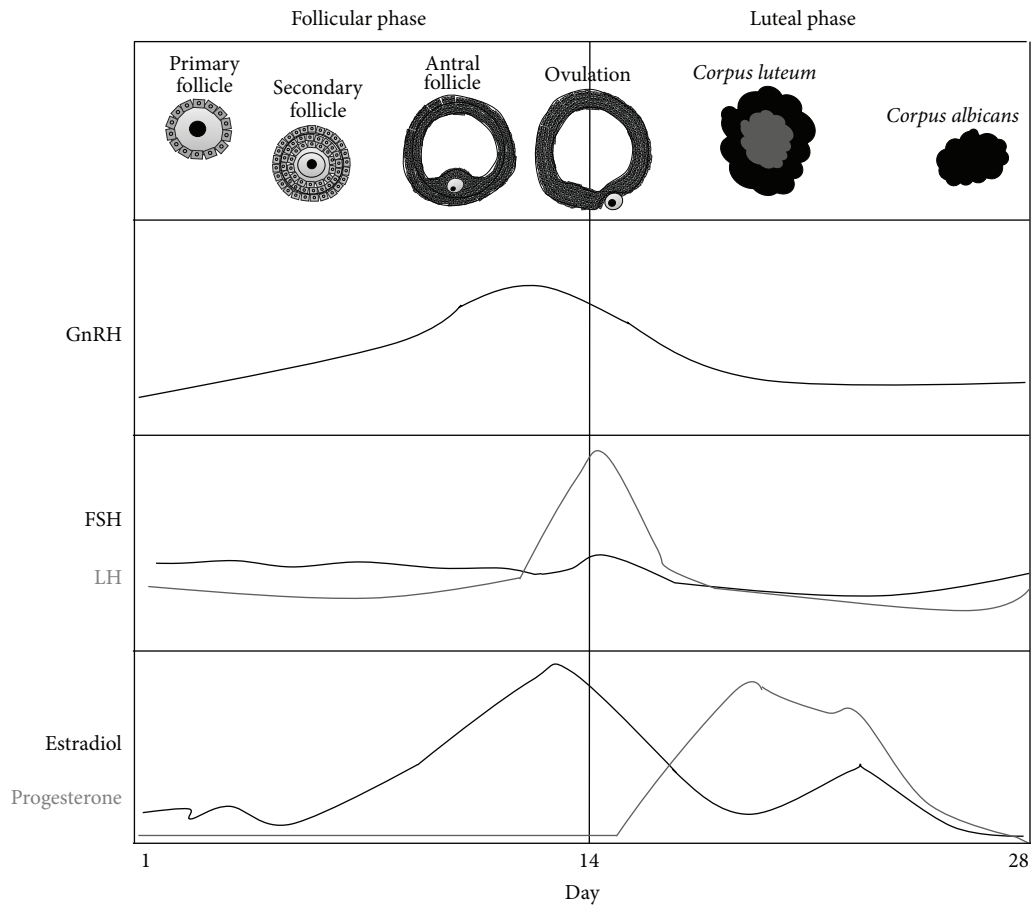 Follicular phase
Luteal phase
Primary
follicle
Secondary
follicle
Antral
follicle
Ovulation
Corpus luteum
Corpus albicans
GnRH
FSH
LH
Estradiol
Progesterone
1
14
28
Day